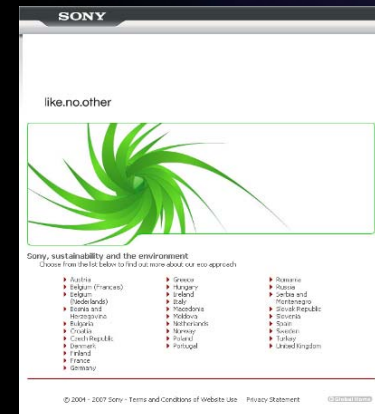 SONY
like.no.other
Sony, sustainability and the environment
Choose from the list below to find out more about our eco approach
Austria
Belgium (Francais)
Belgium
(Nederlands)
Bosnia and
Herzegovina
Bulgaria
Croatia
Czech Republic
Denmark
Finland
France
Germany
Greece
Hungary
Ireland
Italy
Macedonia
Moldova
Netherlands
Norway
Poland
Portugal
Romania
Russia
Serbia and
Montenegro
Slovak Republic
Slovenia
Spain
Sweden
Turkey
United Kingdom
© 2004 - 2007 Sony - Terms and Conditions of Website Use Privacy Statement
Global Home